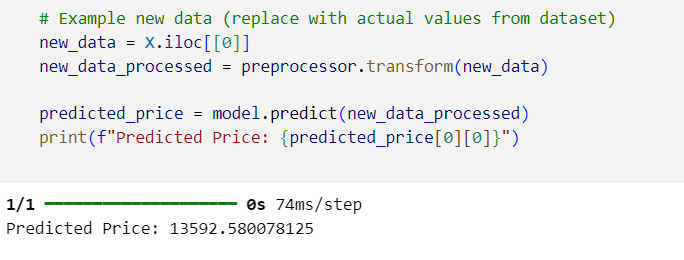 # Example new data (replace with actual values from dataset)
new_data = X.iloc[[0]]
new_data_processed = preprocessor.transform(new_data)
predicted_price = model.predict(new_data_processed)
print(f"Predicted Price: {predicted_price[0][0]}")
1/1 ━━━━━━━━━━━━━━━━━━━━ 0s 74ms/step
Predicted Price: 13592.580078125